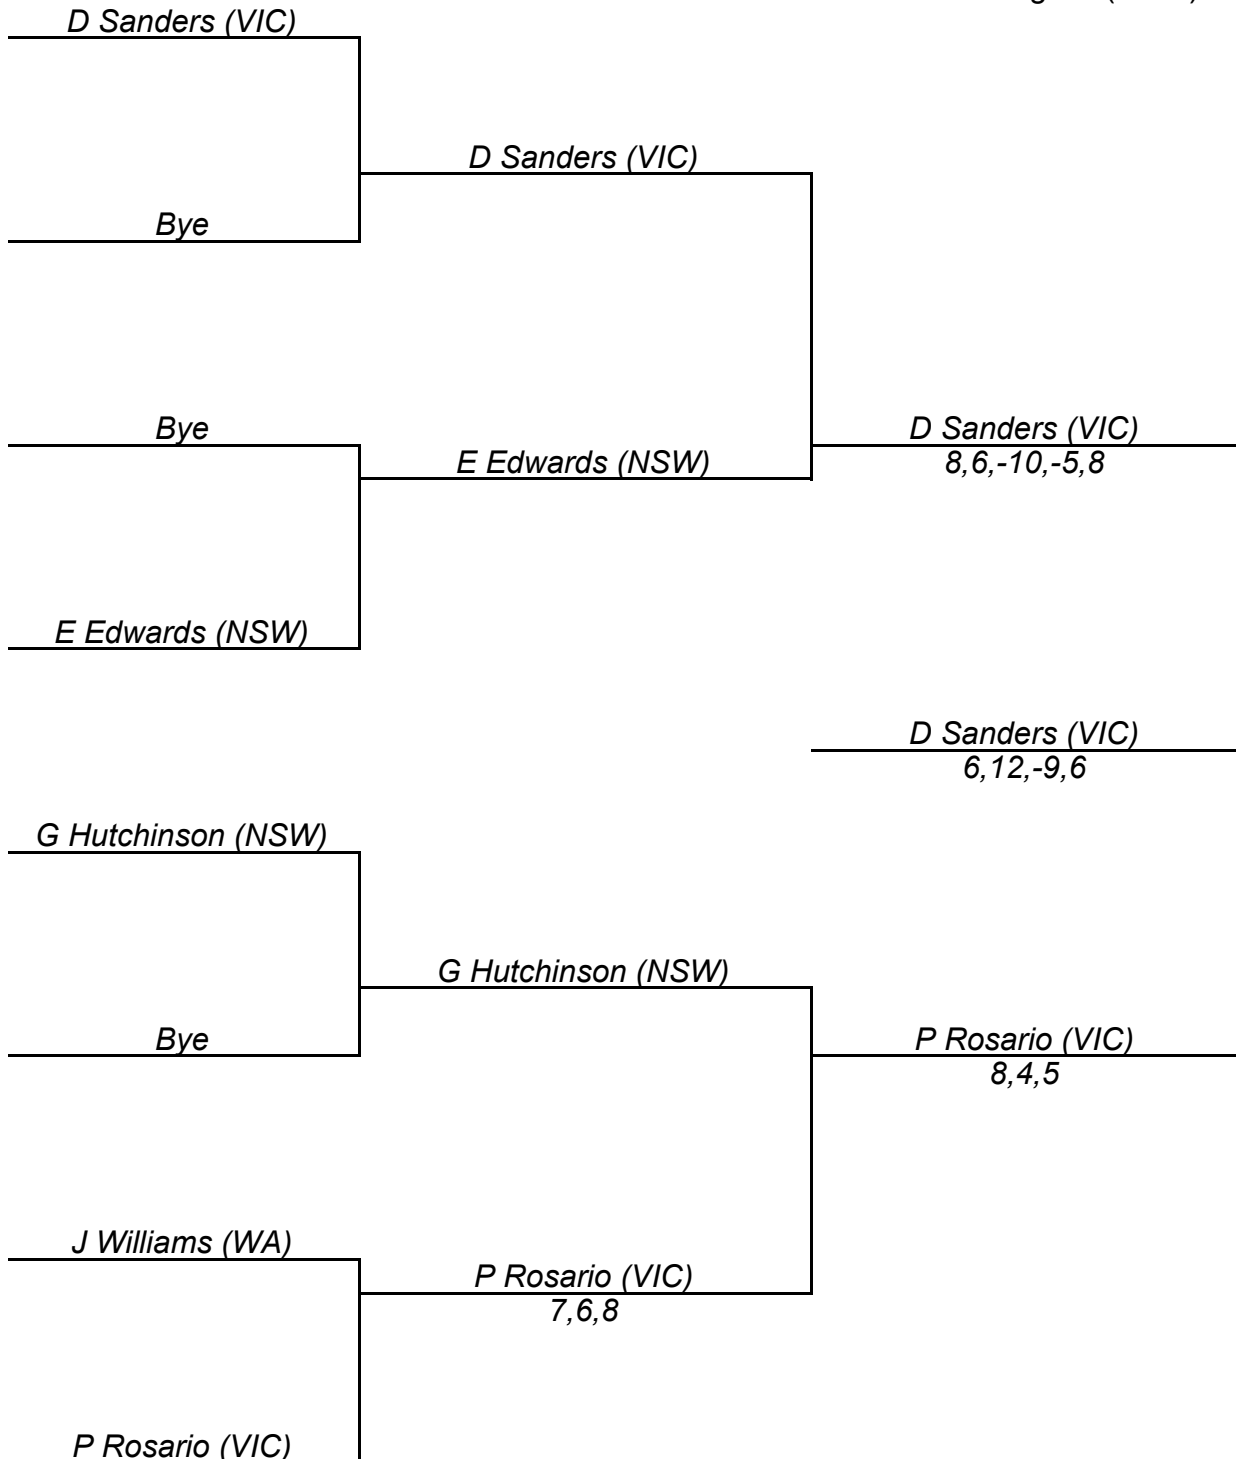 D Sanders (VIC)
D Sanders (VIC)
Bye
Bye
D Sanders (VIC)
E Edwards (NSW)
8,6,-10,-5,8
E Edwards (NSW)
D Sanders (VIC)
6,12,-9,6
G Hutchinson (NSW)
G Hutchinson (NSW)
Bye
P Rosario (VIC)
8,4,5
J Williams (WA)
P Rosario (VIC)
7,6,8
P Rosario (VIC)